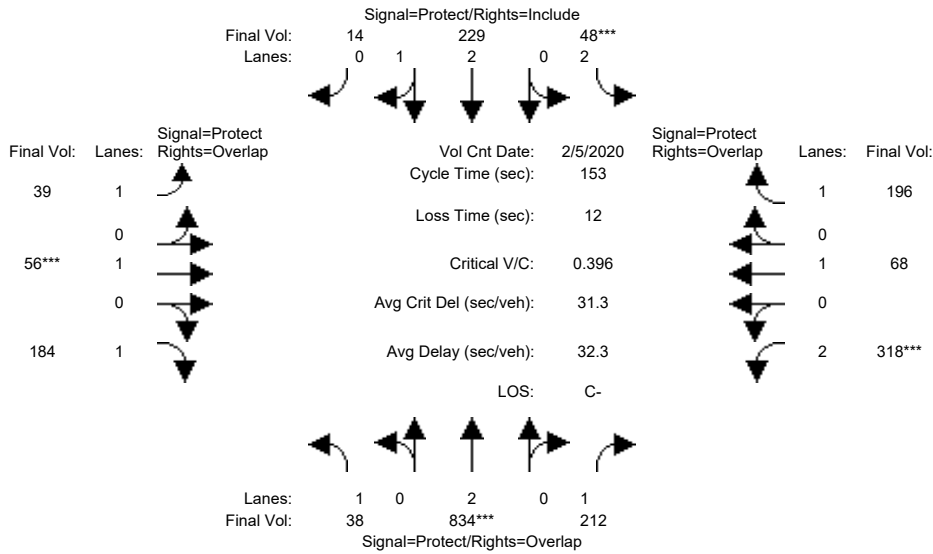 Signal=Protect/Rights=Include
Final Vol: 14 229 48***
Lanes: 0 1 2 0 2
Signal=Protect
Final Vol: Lanes: Rights=Overlap
Vol Cnt Date: 2/5/2020
Signal=Protect
Rights=Overlap Lanes: Final Vol:
Cycle Time (sec): 153
39 1
1 196
Loss Time (sec): 12
0
0
56*** 1
Critical V/C: 0.396
1 68
0
Avg Crit Del (sec/veh): 31.3
0
184 1
Avg Delay (sec/veh): 32.3
2 318***
LOS: C-
Lanes: 1 0 2 0 1
Final Vol: 38 834*** 212
Signal=Protect/Rights=Overlap